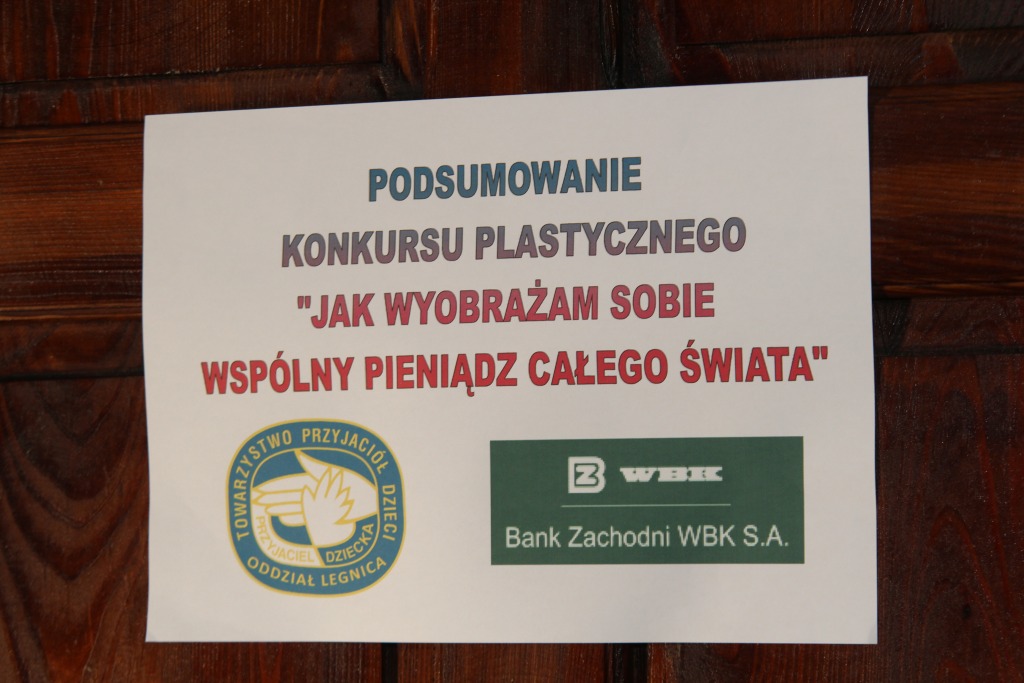 PODSUMOWANIE
KONKURSU PLASTYCZNEGO
"JAK WYOBRAŻAM SOBIE
WSPÓLNY PIENIĄDZ CAŁEGO ŚWIATA"
TOWARZYSTWO PRZYJACIÓŁ DZIECI
PRZYJACIEL DZIECKA
ODDZIAŁ LEGNICA
BZ WBK
Bank Zachodni WBK S.A.